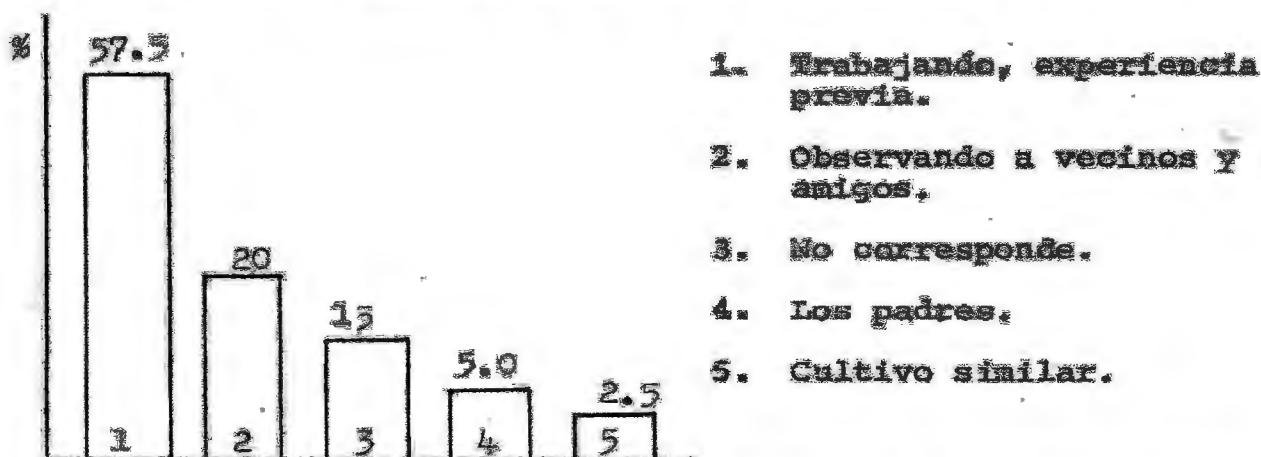 %
57.5
20
15
5.0
2.5
1
2
3
4
5
1. Trabajando, experiencia
previa.
2. Observando a vecinos y
amigos.
3. No corresponde.
4. Los padres.
5. Cultivo similar.